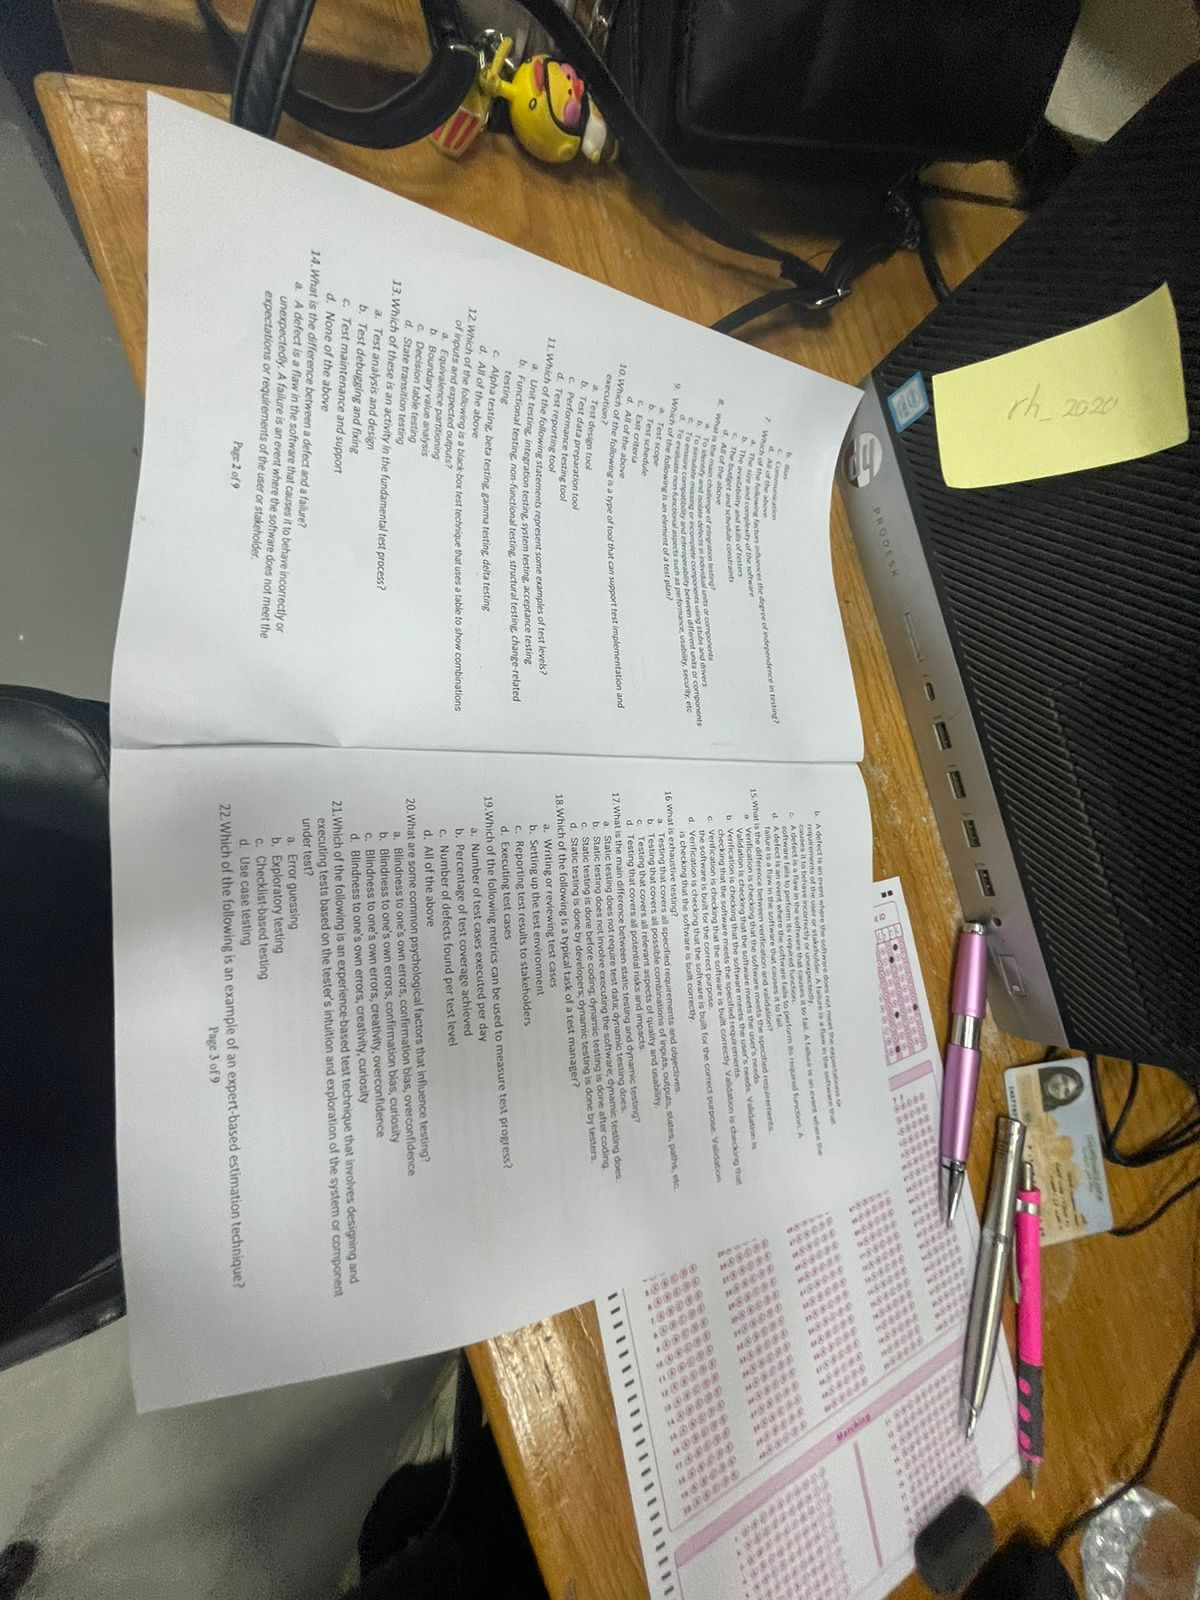 b. Bias
c. Communication
d. All of the above
7. Which of the following factors influences the degree of independence in testing?
a. The size and complexity of the software
b. The availability and skills of testers
c. The budget and schedule constraints
d. All of the above
8. What is the main challenge of integration testing?
a. To identify and isolate defects in individual units or components
b. To simulate missing or incomplete components using stubs and drivers
c. To ensure compatibility and interoperability between different units or components
d. To evaluate non-functional aspects such as performance, usability, security, etc
9. Which of the following is an element of a test plan?
a. Test scope
b. Test schedule
c. Exit criteria
d. All of the above
10. Which of the following is a type of tool that can support test implementation and
execution?
a. Test design tool
b. Test data preparation tool
c. Performance testing tool
d. Test reporting tool
11. Which of the following statements represent some examples of test levels?
a. Unit testing, integration testing, system testing, acceptance testing
b. Functional testing, non-functional testing, structural testing, change-related
testing
c. Alpha testing, beta testing, gamma testing, delta testing
d. All of the above
12. Which of the following is black-box test technique that uses a table to show combinations
of inputs and expected outputs?
a. Equivalence partitioning
b. Boundary value analysis
c. Decision table testing
d. State transition testing
13. Which of these is an activity in the fundamental test process?
a. Test analysis and design
b. Test debugging and fixing
c. Test maintenance and support
d. None of the above
14. What is the difference between a defect and a failure?
a. A defect is a flaw in the software that causes it to behave incorrectly or
unexpectedly. A failure is an event where the software does not meet the
expectations or requirements of the user or stakeholder.
Page 2 of 9
b. A defect is an event where the software does not meet the expectations or
requirements of the user or stakeholder. A failure is a flaw in the software that
causes it to behave incorrectly or unexpectedly.
c. A defect is a flaw in the software that causes it to fail. A failure is an event where the
software fails to perform its required function.
d. A defect is an event where the software fails to perform its required function. A
failure is a flaw in the software that causes it to fail.
15. What is the difference between verification and validation?
a. Verification is checking that the software meets the specified requirements.
Validation is checking that the software meets the user's needs.
b. Verification is checking that the software meets the user's needs. Validation is
checking that the software meets the specified requirements.
c. Verification is checking that the software is built correctly. Validation is checking that
the software is built for the correct purpose.
d. Verification is checking that the software is built for the correct purpose. Validation
is checking that the software is built correctly.
16. What is exhaustive testing?
a. Testing that covers all specified requirements and objectives.
b. Testing that covers all possible combinations of inputs, outputs, states, paths, etc.
c. Testing that covers all relevant aspects of quality and usability.
d. Testing that covers all potential risks and impacts.
17. What is the main difference between static testing and dynamic testing?
a. Static testing does not require test data; dynamic testing does.
b. Static testing does not involve executing the software; dynamic testing does.
c. Static testing is done before coding; dynamic testing is done after coding.
d. Static testing is done by developers; dynamic testing is done by testers.
18. Which of the following is a typical task of a test manager?
a. Writing or reviewing test cases
b. Setting up the test environment
c. Reporting test results to stakeholders
d. Executing test cases
19. Which of the following metrics can be used to measure test progress?
a. Number of test cases executed per day
b. Percentage of test coverage achieved
c. Number of defects found per test level
d. All of the above
20. What are some common psychological factors that influence testing?
a. Blindness to one's own errors, confirmation bias, overconfidence
b. Blindness to one's own errors, confirmation bias, curiosity
c. Blindness to one's own errors, creativity, overconfidence
d. Blindness to one's own errors, creativity, curiosity
21. Which of the following is an experience-based test technique that involves designing and
executing tests based on the tester's intuition and exploration of the system or component
under test?
a. Error guessing
b. Exploratory testing
c. Checklist-based testing
d. Use case testing
22. Which of the following is an example of an expert-based estimation technique?
Page 3 of 9
rh_2020
hp
PRODESK
Matching